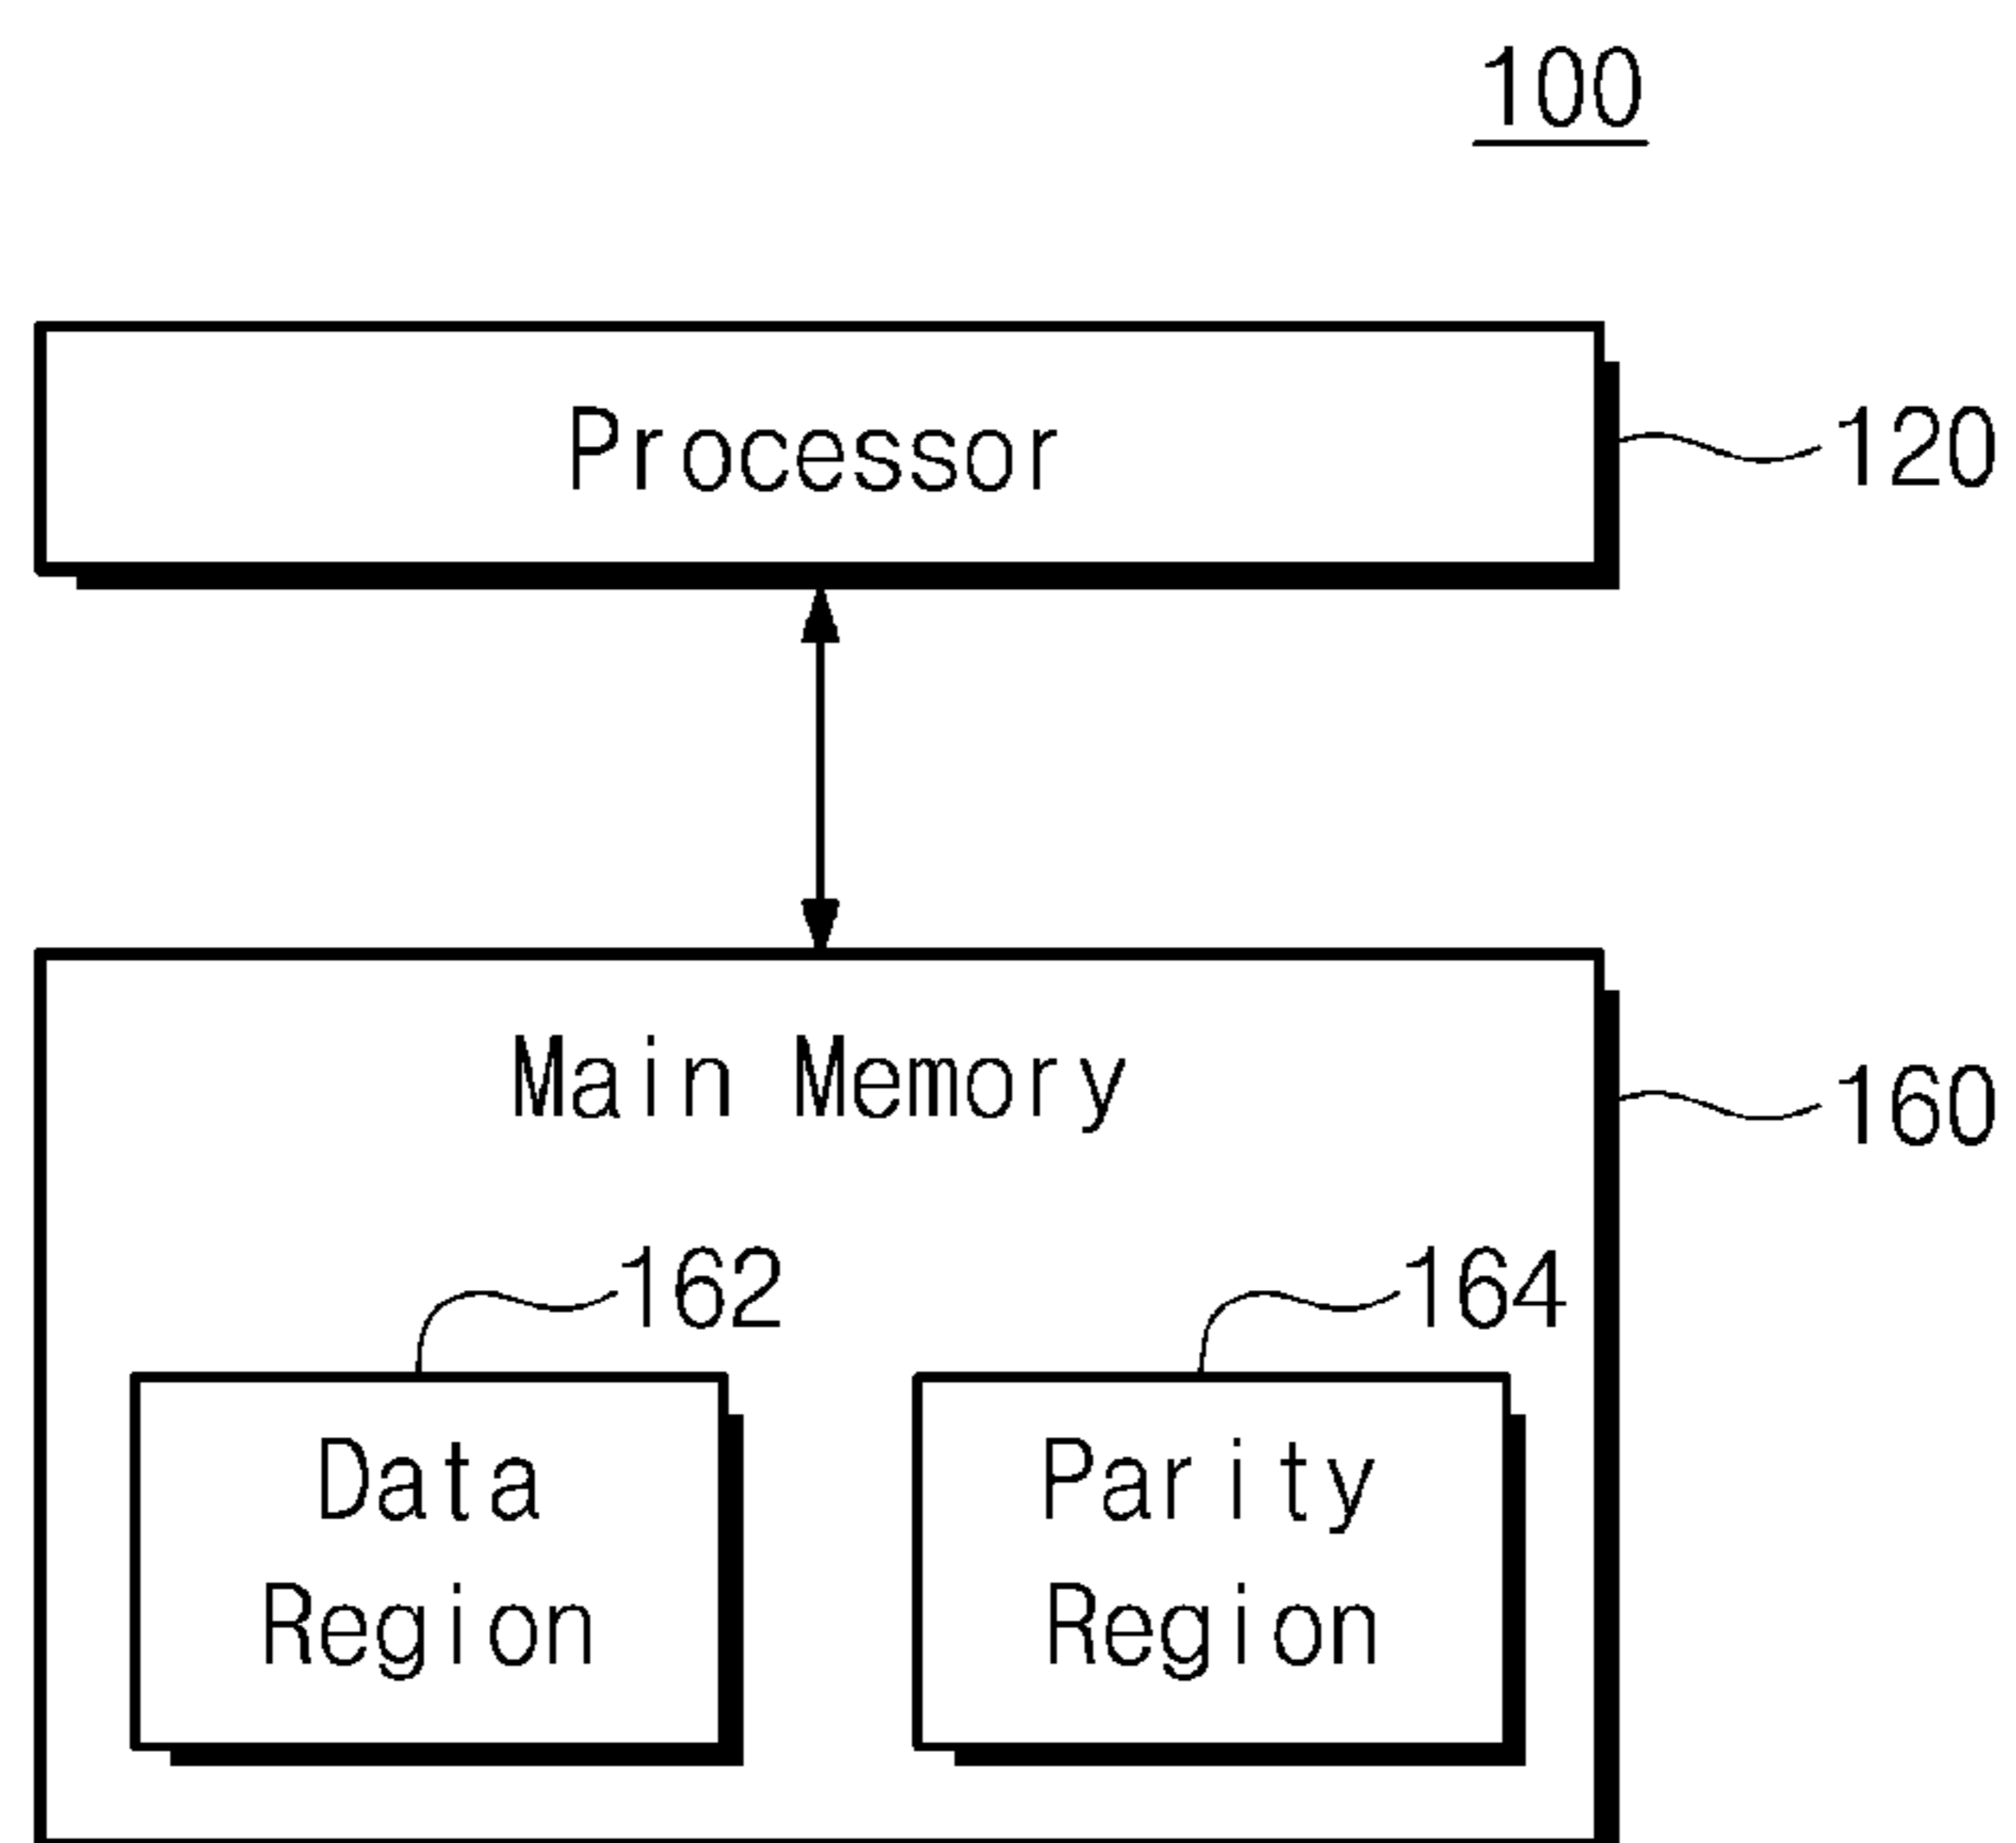 100
Processor
120
Main Memory
160
162
164
Data
Region
Parity
Region